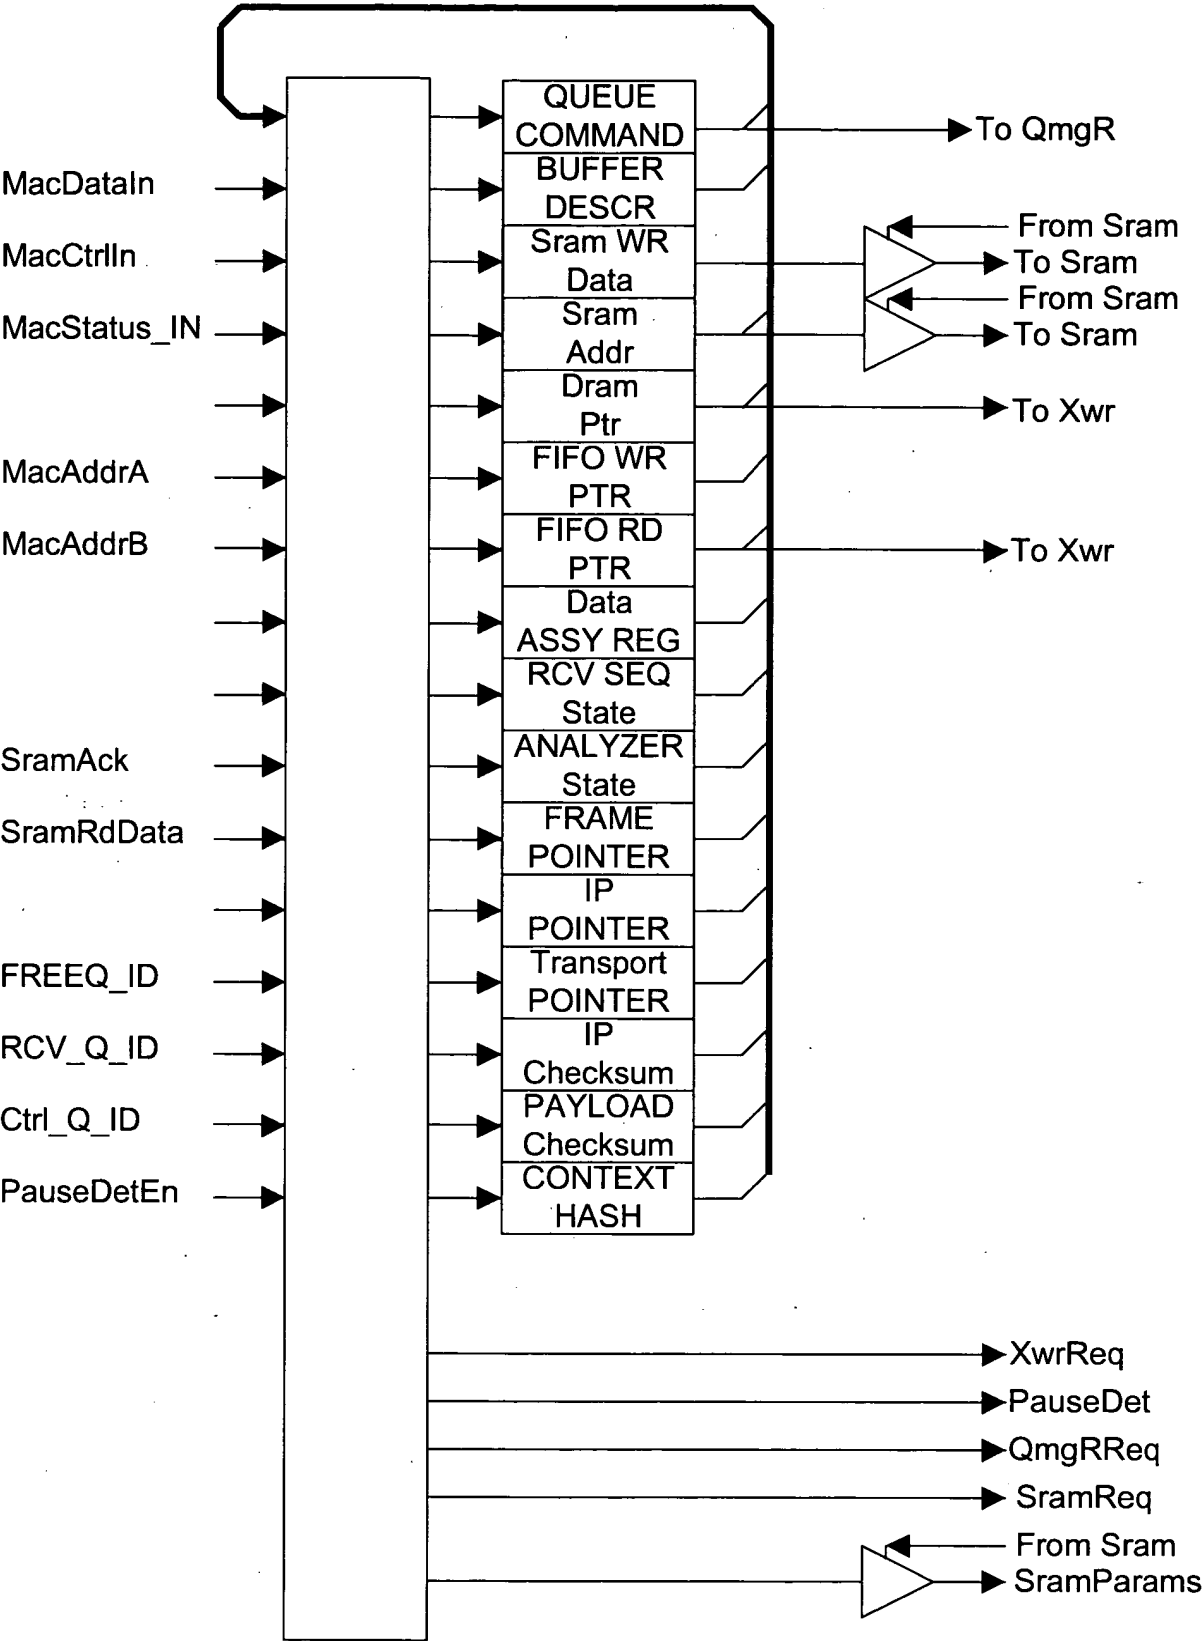 QUEUE
COMMAND
To QmgR
MacDataIn
BUFFER
DESCR
MacCtrlIn
Sram WR
Data
From Sram
To Sram
MacStatus_IN
Sram
Addr
From Sram
To Sram
Dram
Ptr
To Xwr
MacAddrA
FIFO WR
PTR
MacAddrB
FIFO RD
PTR
To Xwr
Data
ASSY REG
RCV SEQ
State
SramAck
ANALYZER
State
SramRdData
FRAME
POINTER
IP
POINTER
FREEQ_ID
Transport
POINTER
RCV_Q_ID
IP
Checksum
Ctrl_Q_ID
PAYLOAD
Checksum
PauseDetEn
CONTEXT
HASH
XwrReq
PauseDet
QmgRReq
SramReq
From Sram
SramParams